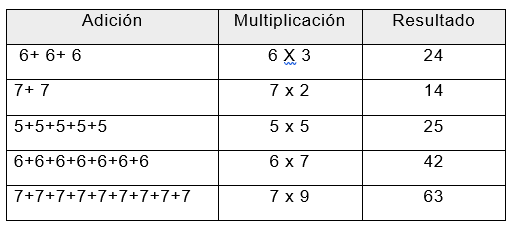 Adición Multiplicación Resultado
6+ 6+ 6 6 X 3 24
7+ 7 7 x 2 14
5+5+5+5+5 5 x 5 25
6+6+6+6+6+6+6 6 x 7 42
7+7+7+7+7+7+7+7+7 7 x 9 63